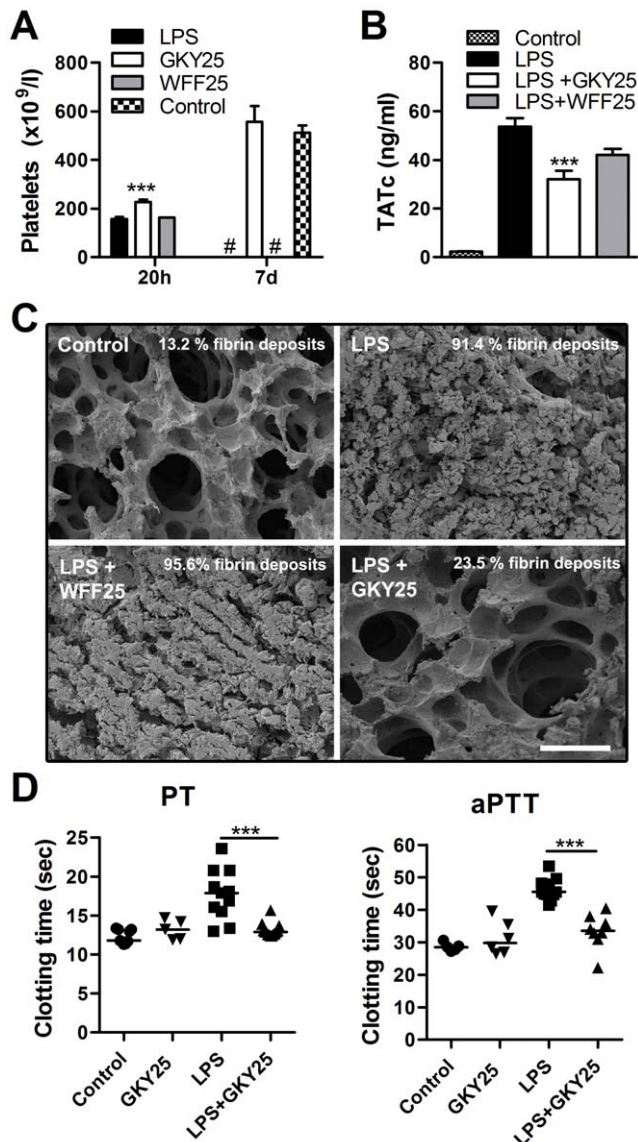 A
LPS
GKY25
WFF25
Control
Platelets (x10⁹/l)
800
600
400
200
0
***
#
#
20h
7d
B
Control
LPS
LPS +GKY25
LPS+WFF25
TATc (ng/ml)
80
60
40
20
0
***
C
Control 13.2 % fibrin deposits
LPS 91.4 % fibrin deposits
LPS + WFF25 95.6% fibrin deposits
LPS + GKY25 23.5 % fibrin deposits
D
PT
Clotting time (sec)
25
20
15
10
5
0
***
Control
GKY25
LPS
LPS+GKY25
aPTT
Clotting time (sec)
60
50
40
30
20
10
0
***
Control
GKY25
LPS
LPS+GKY25